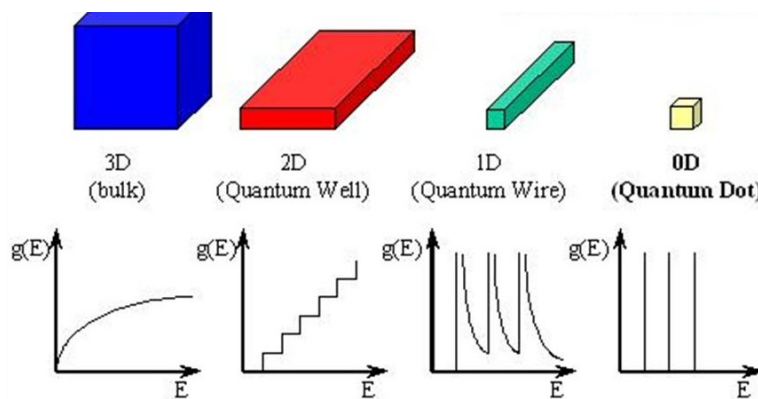 3D
(bulk)
2D
(Quantum Well)
1D
(Quantum Wire)
0D
(Quantum Dot)
g(E)
E
g(E)
E
g(E)
E
g(E)
E